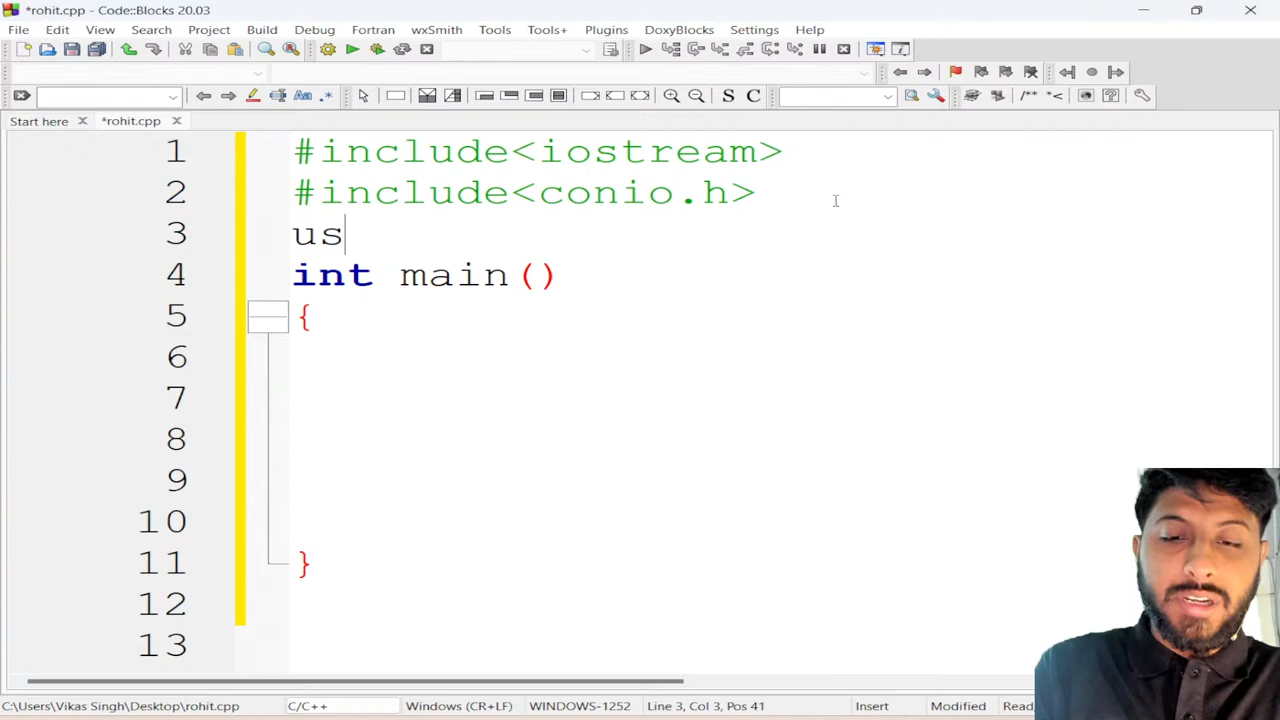 *rohit.cpp - Code::Blocks 20.03
File Edit View Search Project Build Debug Fortran wxSmith Tools Tools+ Plugins DoxyBlocks Settings Help
S C /** *<
Start here *rohit.cpp
1 #include<iostream>
2 #include<conio.h>
3 us
4 int main()
5 {
6
7
8
9
10
11 }
12
13
C:\Users\Vikas Singh\Desktop\rohit.cpp C/C++ Windows (CR+LF) WINDOWS-1252 Line 3, Pos 41 Insert Modified Read